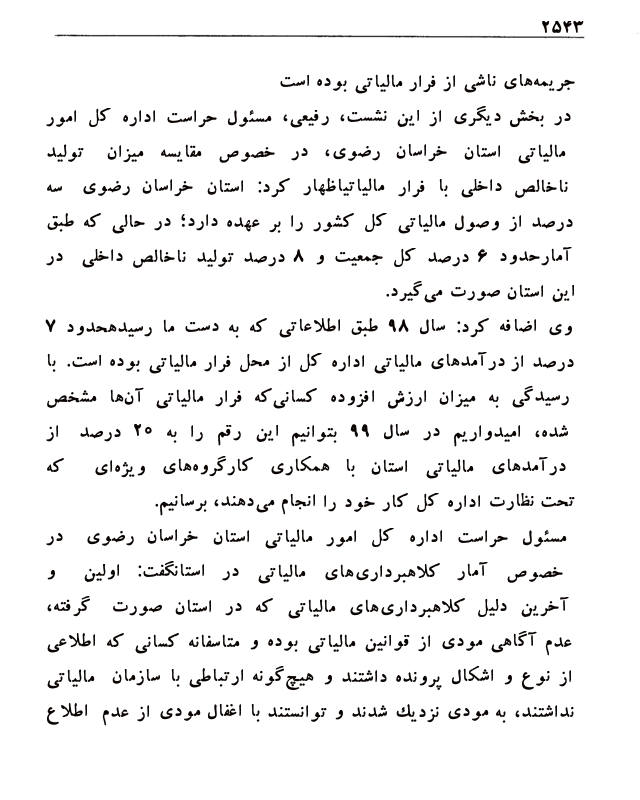 ۲۵۴۳
جریمه‌های ناشی از فرار مالیاتی بوده است
در بخش دیگری از این نشست، رفیعی، مسئول حراست اداره کل امور
مالیاتی استان خراسان رضوی، در خصوص مقایسه میزان تولید
ناخالص داخلی با فرار مالیاتیاظهار کرد: استان خراسان رضوی سه
درصد از وصول مالیاتی کل کشور را بر عهده دارد؛ در حالی که طبق
آمارحدود ۶ درصد کل جمعیت و ۸ درصد تولید ناخالص داخلی در
این استان صورت می‌گیرد.
وی اضافه کرد: سال ۹۸ طبق اطلاعاتی که به دست ما رسیدهحدود ۷
درصد از درآمدهای مالیاتی اداره کل از محل فرار مالیاتی بوده است. با
رسیدگی به میزان ارزش افزوده کسانی‌که فرار مالیاتی آن‌ها مشخص
شده، امیدواریم در سال ۹۹ بتوانیم این رقم را به ۲۰ درصد از
درآمدهای مالیاتی استان با همکاری کارگروه‌های ویژه‌ای که
تحت نظارت اداره کل کار خود را انجام می‌دهند، برسانیم.
مسئول حراست اداره کل امور مالیاتی استان خراسان رضوی در
خصوص آمار کلاهبرداری‌های مالیاتی در استانگفت: اولین و
آخرین دلیل کلاهبرداری‌های مالیاتی که در استان صورت گرفته،
عدم آگاهی مودی از قوانین مالیاتی بوده و متاسفانه کسانی که اطلاعی
از نوع و اشکال پرونده داشتند و هیچ‌گونه ارتباطی با سازمان مالیاتی
نداشتند، به مودی نزدیك شدند و توانستند با اغفال مودی از عدم اطلاع